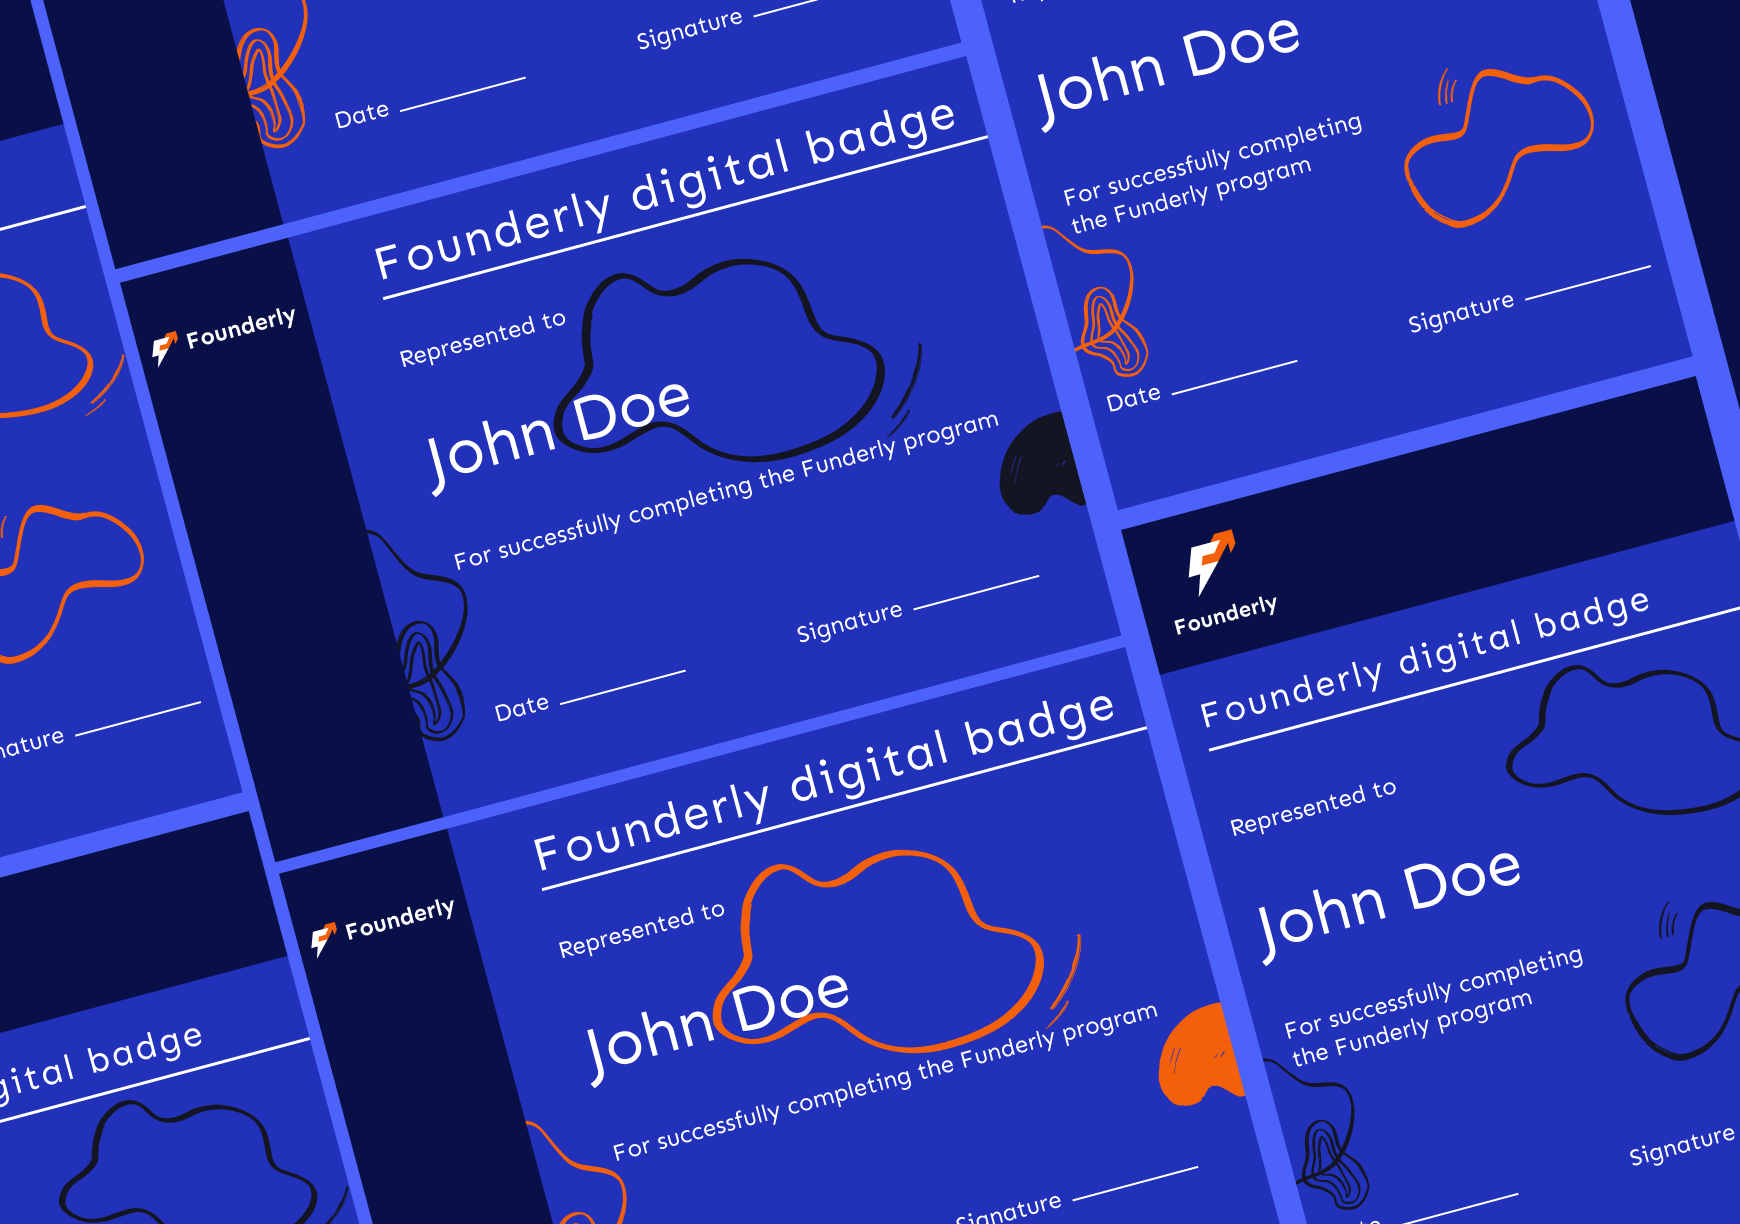 Signature
Date
Founderly digital badge
Founderly
Represented to
John Doe
For successfully completing the Funderly program
Signature
Date
John Doe
For successfully completing
the Funderly program
Signature
Date
Founderly
Founderly digital badge
Represented to
John Doe
For successfully completing
the Funderly program
Signature
Founderly digital badge
Founderly
Represented to
John Doe
For successfully completing the Funderly program
Signature
nature
gital badge